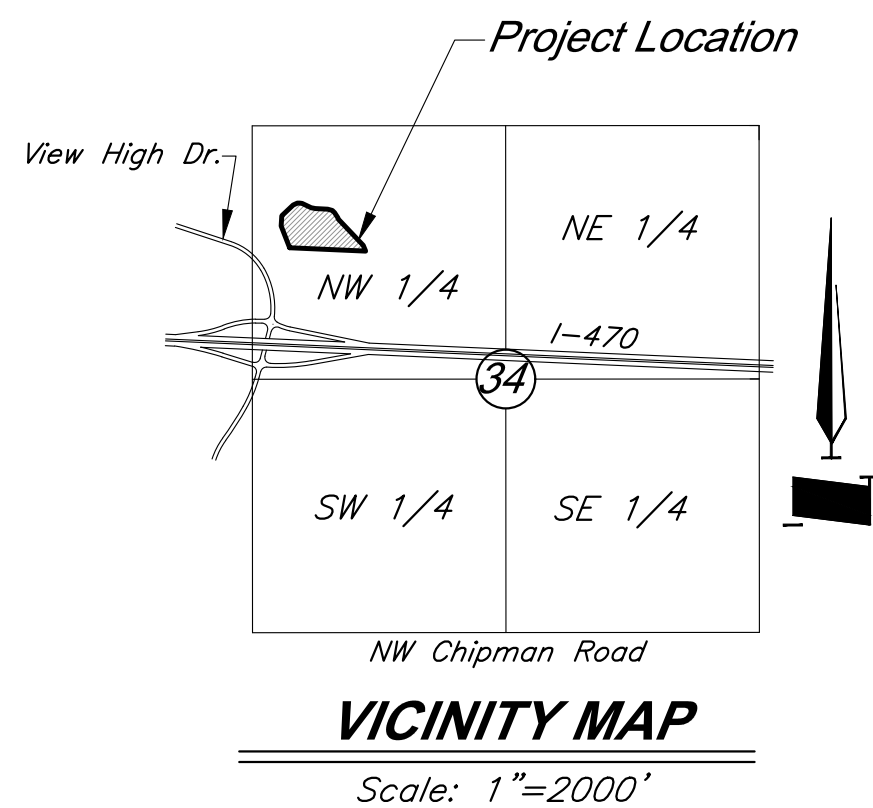 Project Location
View High Dr.
NE 1/4
NW 1/4
I-470
34
SW 1/4
SE 1/4
NW Chipman Road
VICINITY MAP
Scale: 1"=2000'